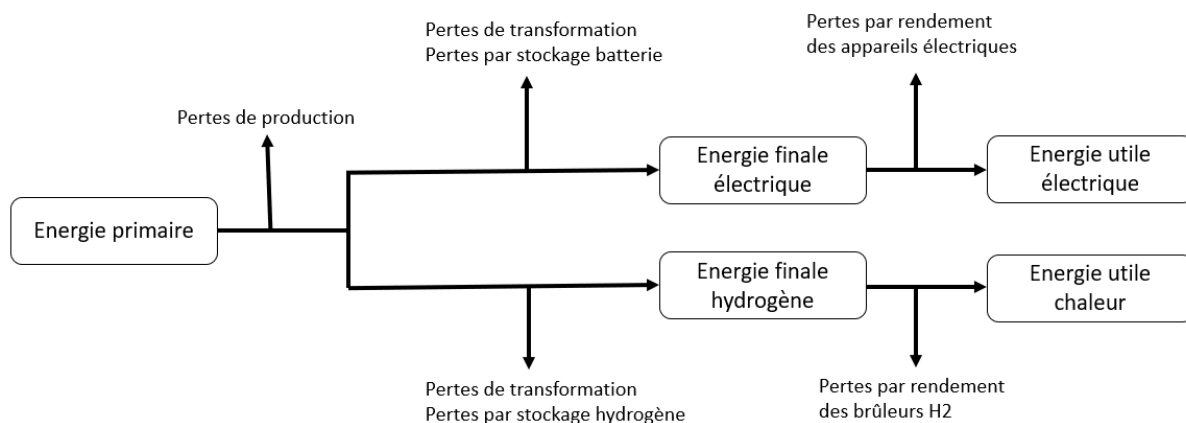 Pertes de transformation
Pertes par stockage batterie
Pertes par rendement
des appareils électriques
Pertes de production
Energie finale
électrique
Energie utile
électrique
Energie primaire
Energie finale
hydrogène
Energie utile
chaleur
Pertes de transformation
Pertes par stockage hydrogène
Pertes par rendement
des brûleurs H2